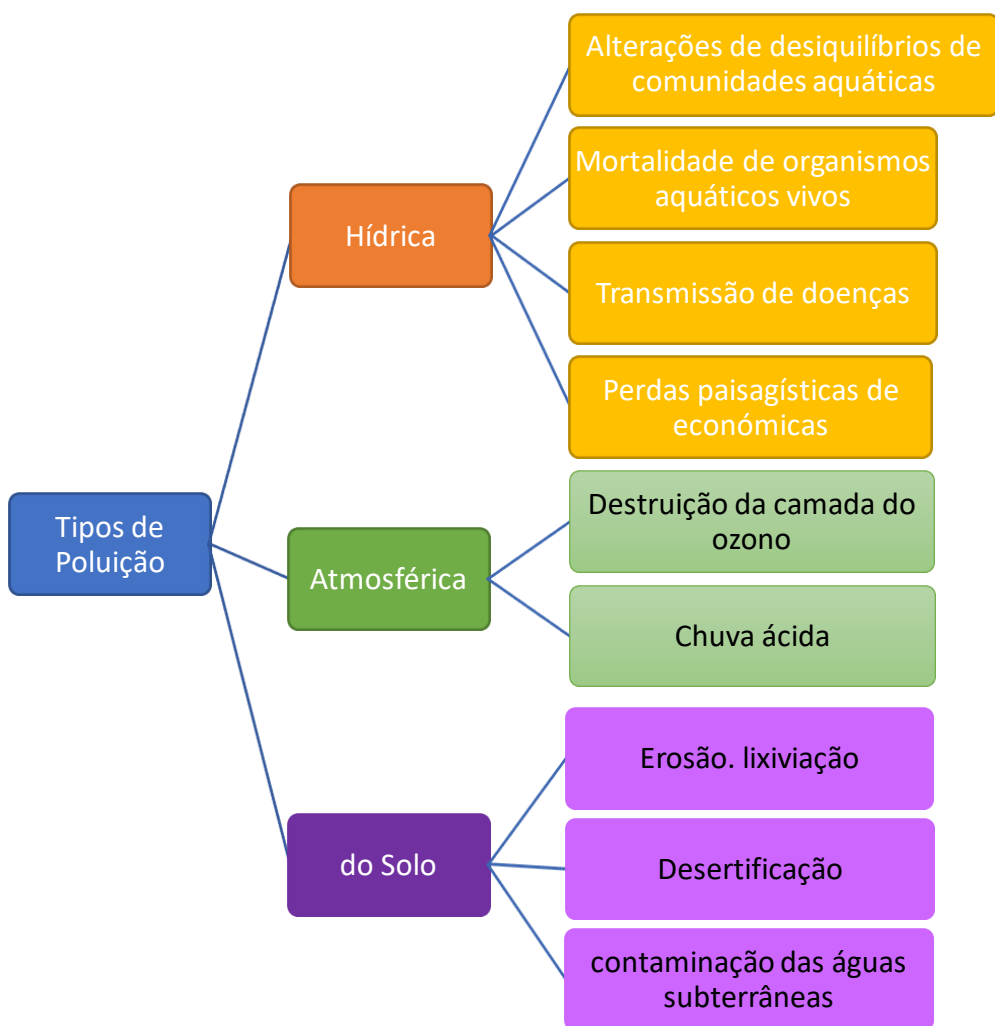 Tipos de
Poluição
Hídrica
Alterações de desiquilíbrios de
comunidades aquáticas
Mortalidade de organismos
aquáticos vivos
Transmissão de doenças
Perdas paisagísticas de
económicas
Atmosférica
Destruição da camada do
ozono
Chuva ácida
do Solo
Erosão. lixiviação
Desertificação
contaminação das águas
subterrâneas